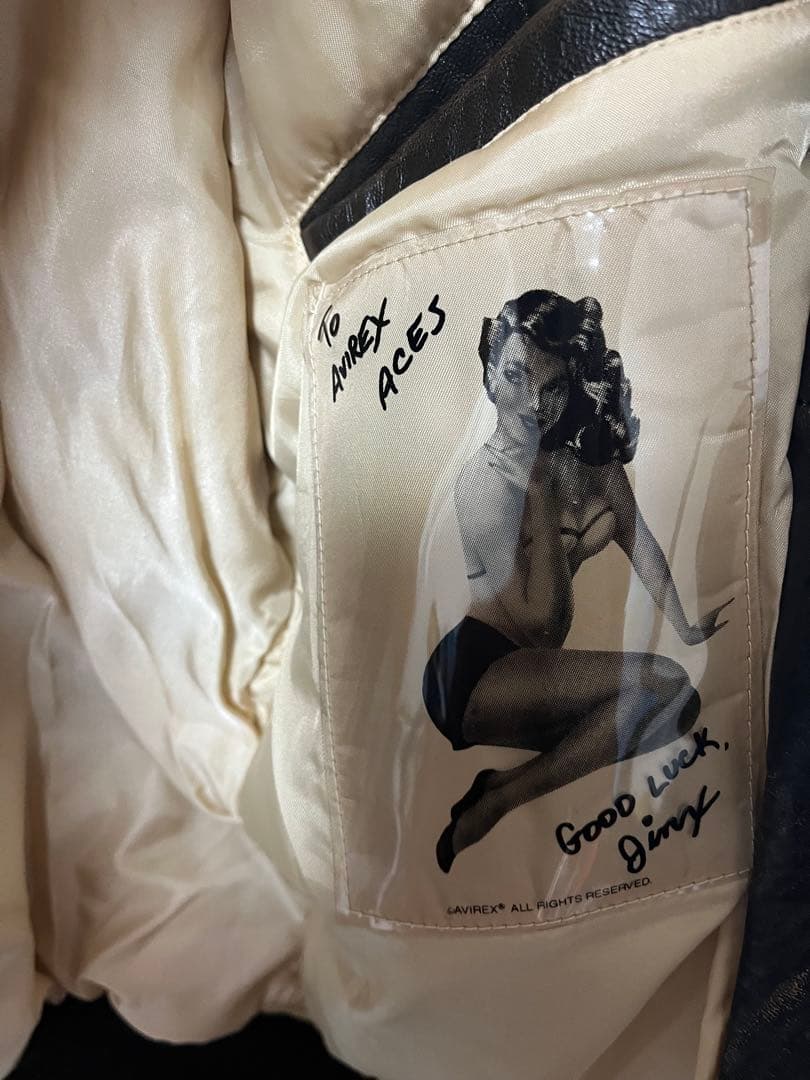 TO
AVIREX
ACES
GOOD LUCK,
Jinx
©AVIREX® ALL RIGHTS RESERVED.